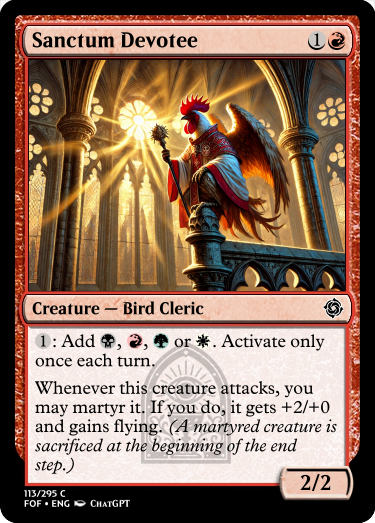 Sanctum Devotee 1
Creature — Bird Cleric
1: Add , , or . Activate only
once each turn.
Whenever this creature attacks, you
may martyr it. If you do, it gets +2/+0
and gains flying. (A martyred creature is
sacrificed at the beginning of the end
step.)
2/2
113/295 C
FOF • ENG ChatGPT